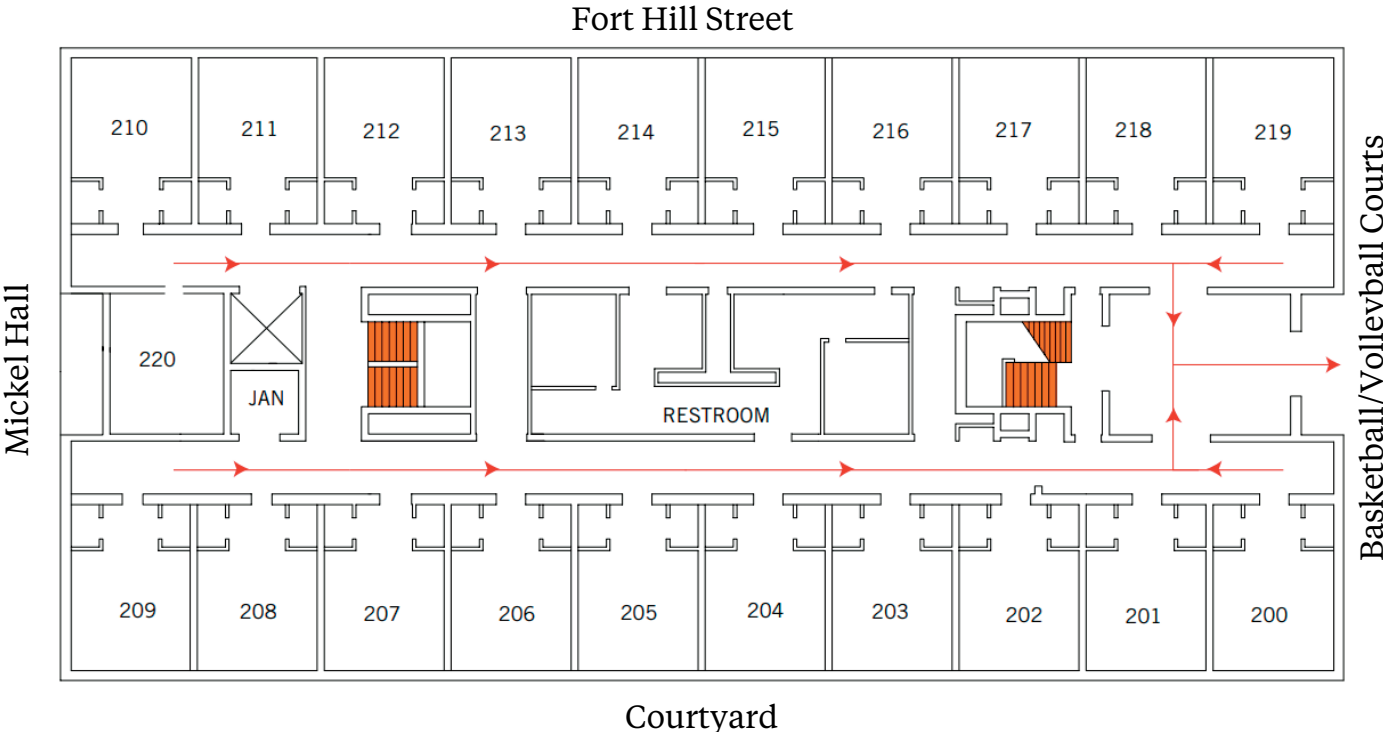 Fort Hill Street
210 211 212 213 214 215 216 217 218 219
Mickel Hall
220
JAN
RESTROOM
Basketball/Volleyball Courts
209 208 207 206 205 204 203 202 201 200
Courtyard